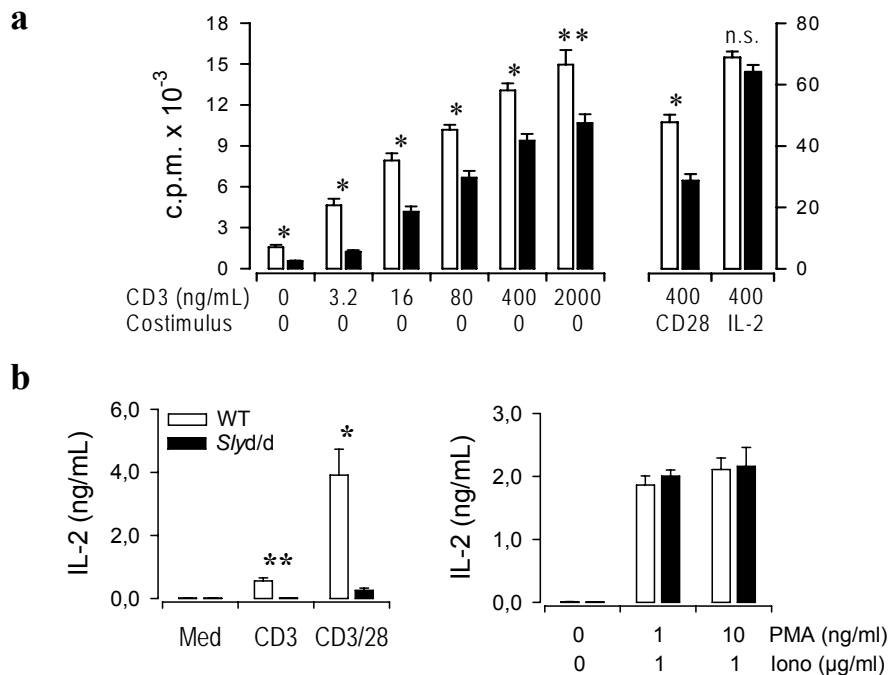 a
c.p.m. x 10-3
18
15
12
9
6
3
0
* * * * * **
* n.s.
80
60
40
20
0
CD3 (ng/mL) 0 3.2 16 80 400 2000 400 400
Costimulus 0 0 0 0 0 0 CD28 IL-2
b
IL-2 (ng/mL)
6,0
4,0
2,0
0,0
WT
Slyd/d
** *
Med CD3 CD3/28
IL-2 (ng/mL)
3,0
2,0
1,0
0,0
0 1 10 PMA (ng/ml)
0 1 1 Iono (µg/ml)